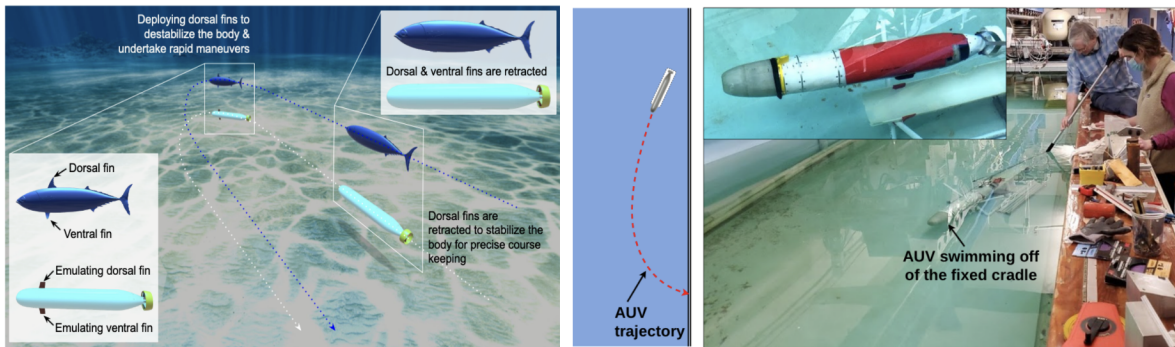 Deploying dorsal fins to
destabilize the body &
undertake rapid maneuvers
Dorsal & ventral fins are retracted
Dorsal fin
Ventral fin
Emulating dorsal fin
Emulating ventral fin
Dorsal fins are
retracted to stabilize the
body for precise course
keeping
AUV
trajectory
AUV swimming off
of the fixed cradle